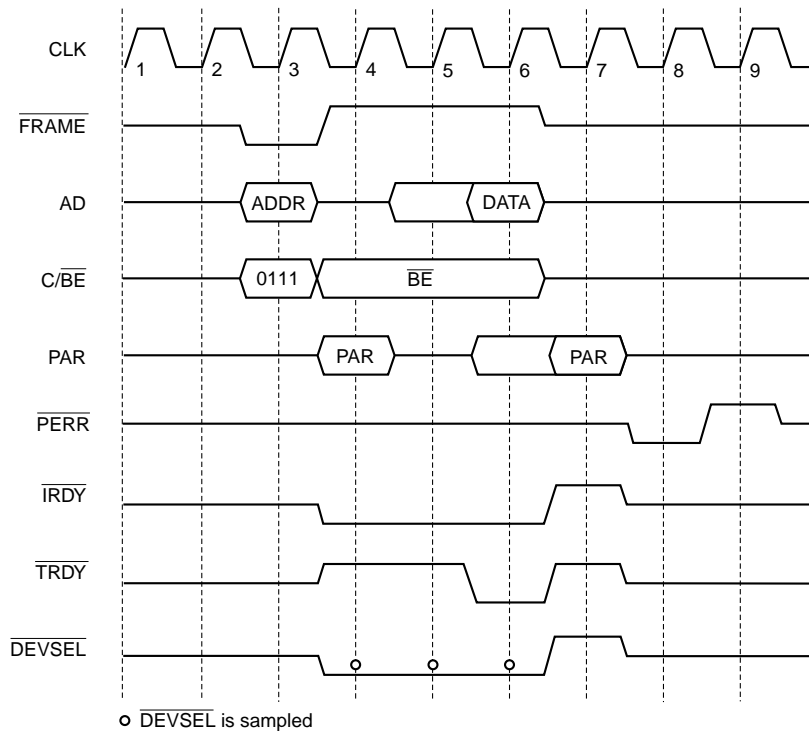 CLK
1 2 3 4 5 6 7 8 9
FRAME
AD ADDR DATA
C/BE 0111 BE
PAR PAR PAR
PERR
IRDY
TRDY
DEVSEL
DEVSEL is sampled